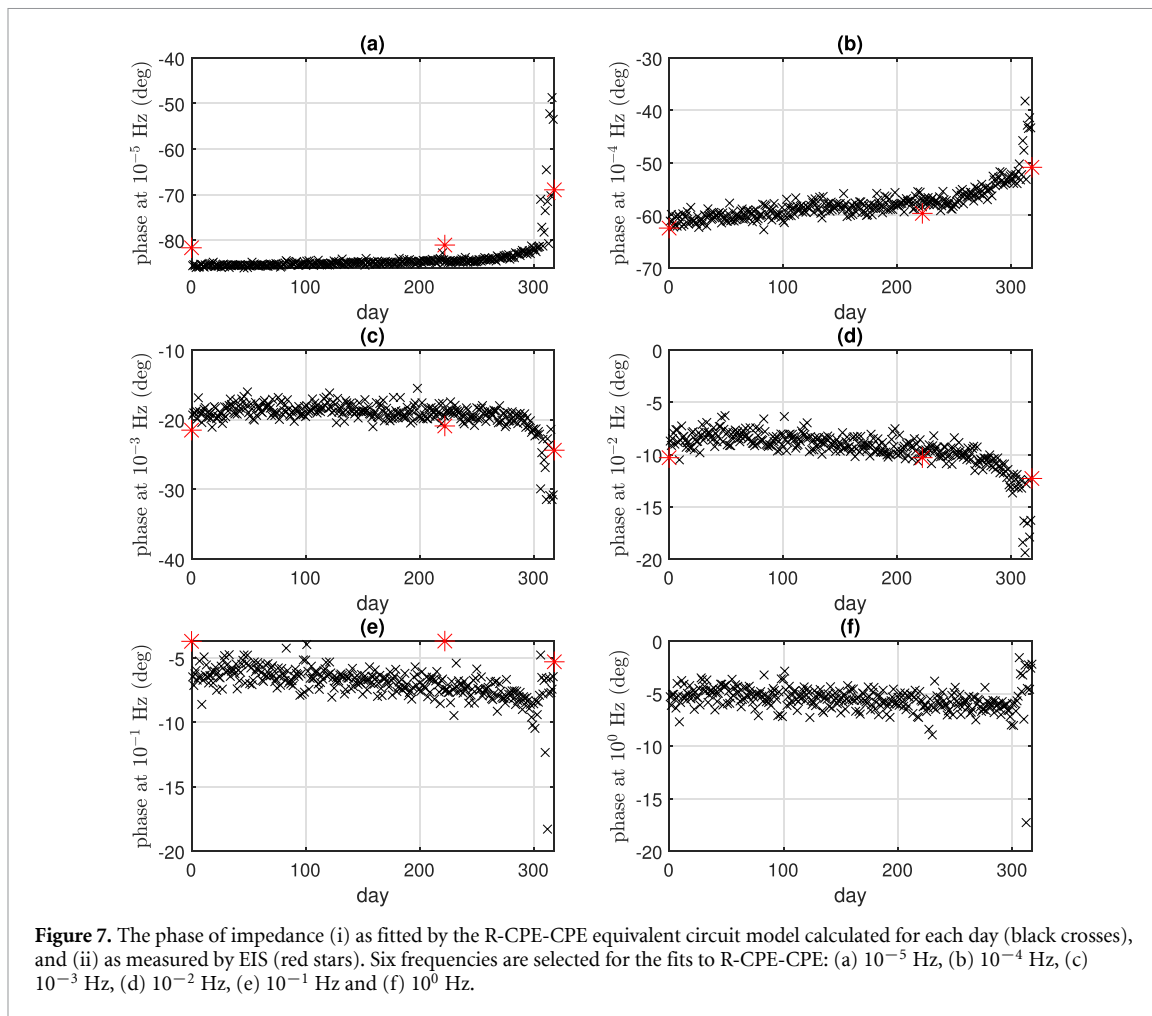 (a)
-40
-50
-60
-70
-80
phase at 10⁻⁵ Hz (deg)
0 100 200 300
day
(b)
-30
-40
-50
-60
-70
phase at 10⁻⁴ Hz (deg)
0 100 200 300
day
(c)
-10
-20
-30
-40
phase at 10⁻³ Hz (deg)
0 100 200 300
day
(d)
0
-5
-10
-15
-20
phase at 10⁻² Hz (deg)
0 100 200 300
day
(e)
-5
-10
-15
-20
phase at 10⁻¹ Hz (deg)
0 100 200 300
day
(f)
0
-5
-10
-15
-20
phase at 10⁰ Hz (deg)
0 100 200 300
day
Figure 7. The phase of impedance (i) as fitted by the R-CPE-CPE equivalent circuit model calculated for each day (black crosses),
and (ii) as measured by EIS (red stars). Six frequencies are selected for the fits to R-CPE-CPE: (a) 10⁻⁵ Hz, (b) 10⁻⁴ Hz, (c)
10⁻³ Hz, (d) 10⁻² Hz, (e) 10⁻¹ Hz and (f) 10⁰ Hz.